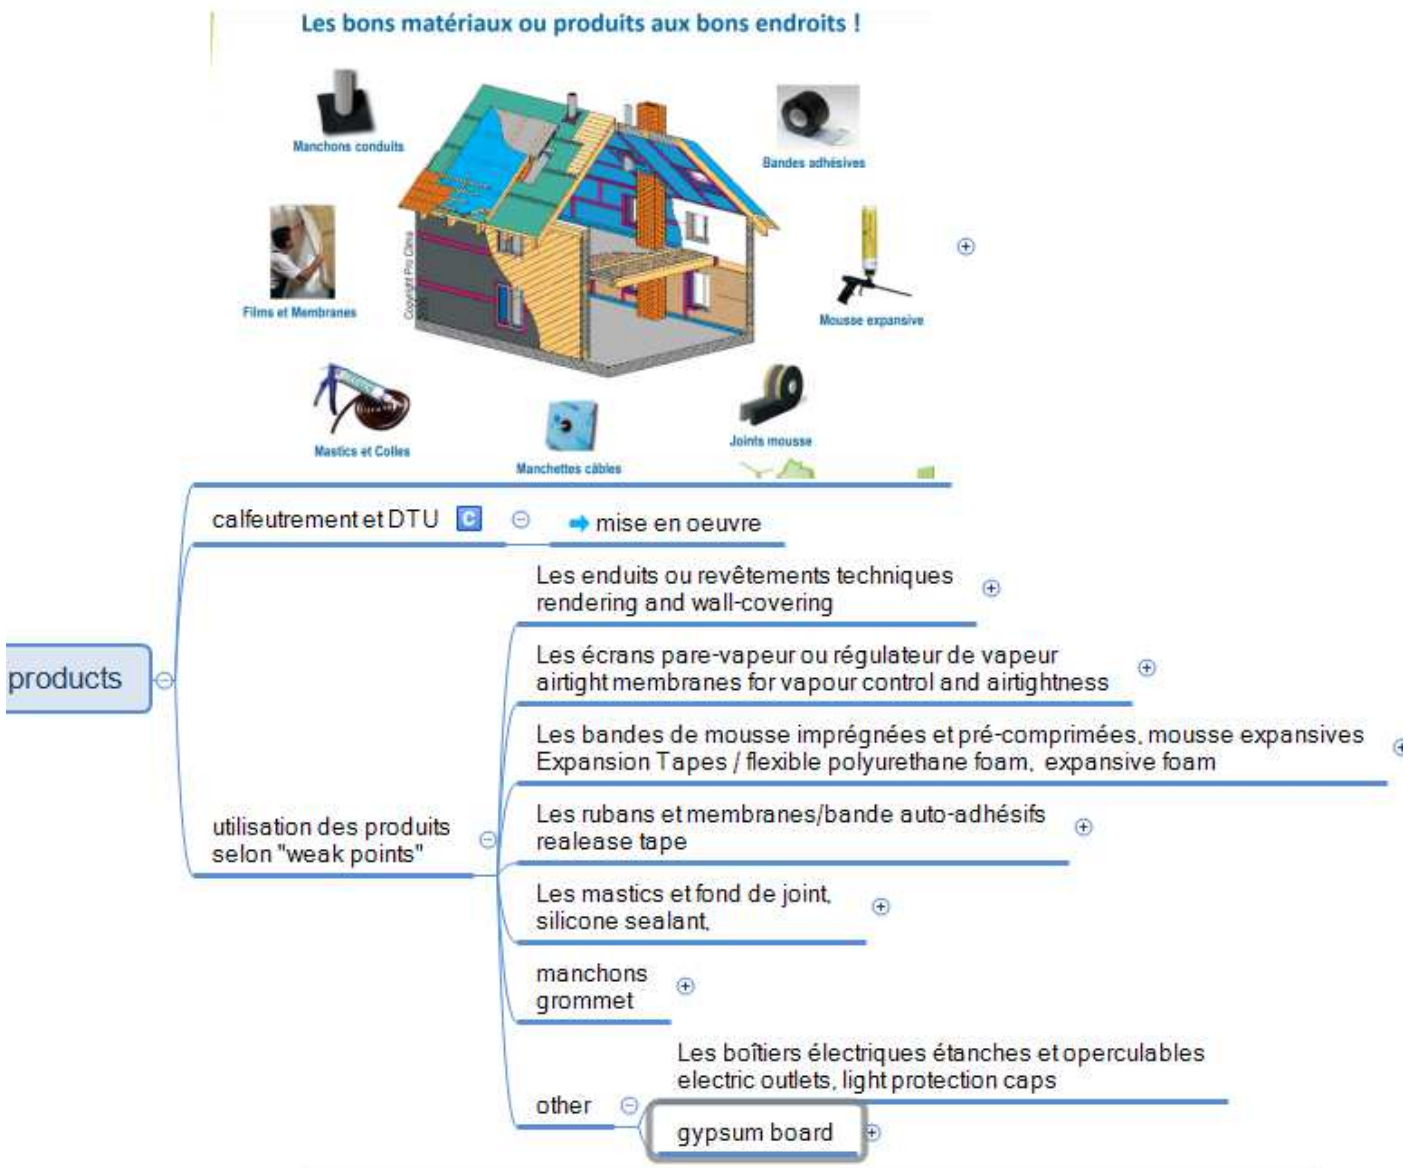 Les bons matériaux ou produits aux bons endroits !
Manchons conduits
Bandes adhésives
Films et Membranes
Copyright Pro Clima
Mousse expansive
Mastics et Colles
Manchettes câbles
Joints mousse
calfeutrement et DTU C
mise en oeuvre
Les enduits ou revêtements techniques
rendering and wall-covering
Les écrans pare-vapeur ou régulateur de vapeur
airtight membranes for vapour control and airtightness
products
Les bandes de mousse imprégnées et pré-comprimées, mousse expansives
Expansion Tapes / flexible polyurethane foam, expansive foam
utilisation des produits
selon "weak points"
Les rubans et membranes/bande auto-adhésifs
realease tape
Les mastics et fond de joint,
silicone sealant,
manchons
grommet
other
Les boîtiers électriques étanches et operculables
electric outlets, light protection caps
gypsum board